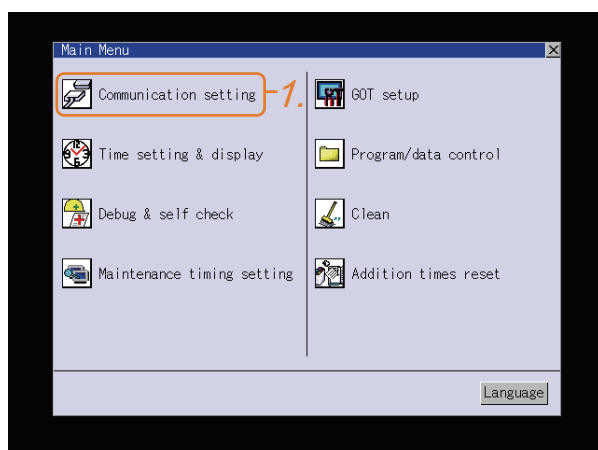 Main Menu
Communication setting
1.
GOT setup
Time setting & display
Program/data control
Debug & self check
Clean
Maintenance timing setting
Addition times reset
Language